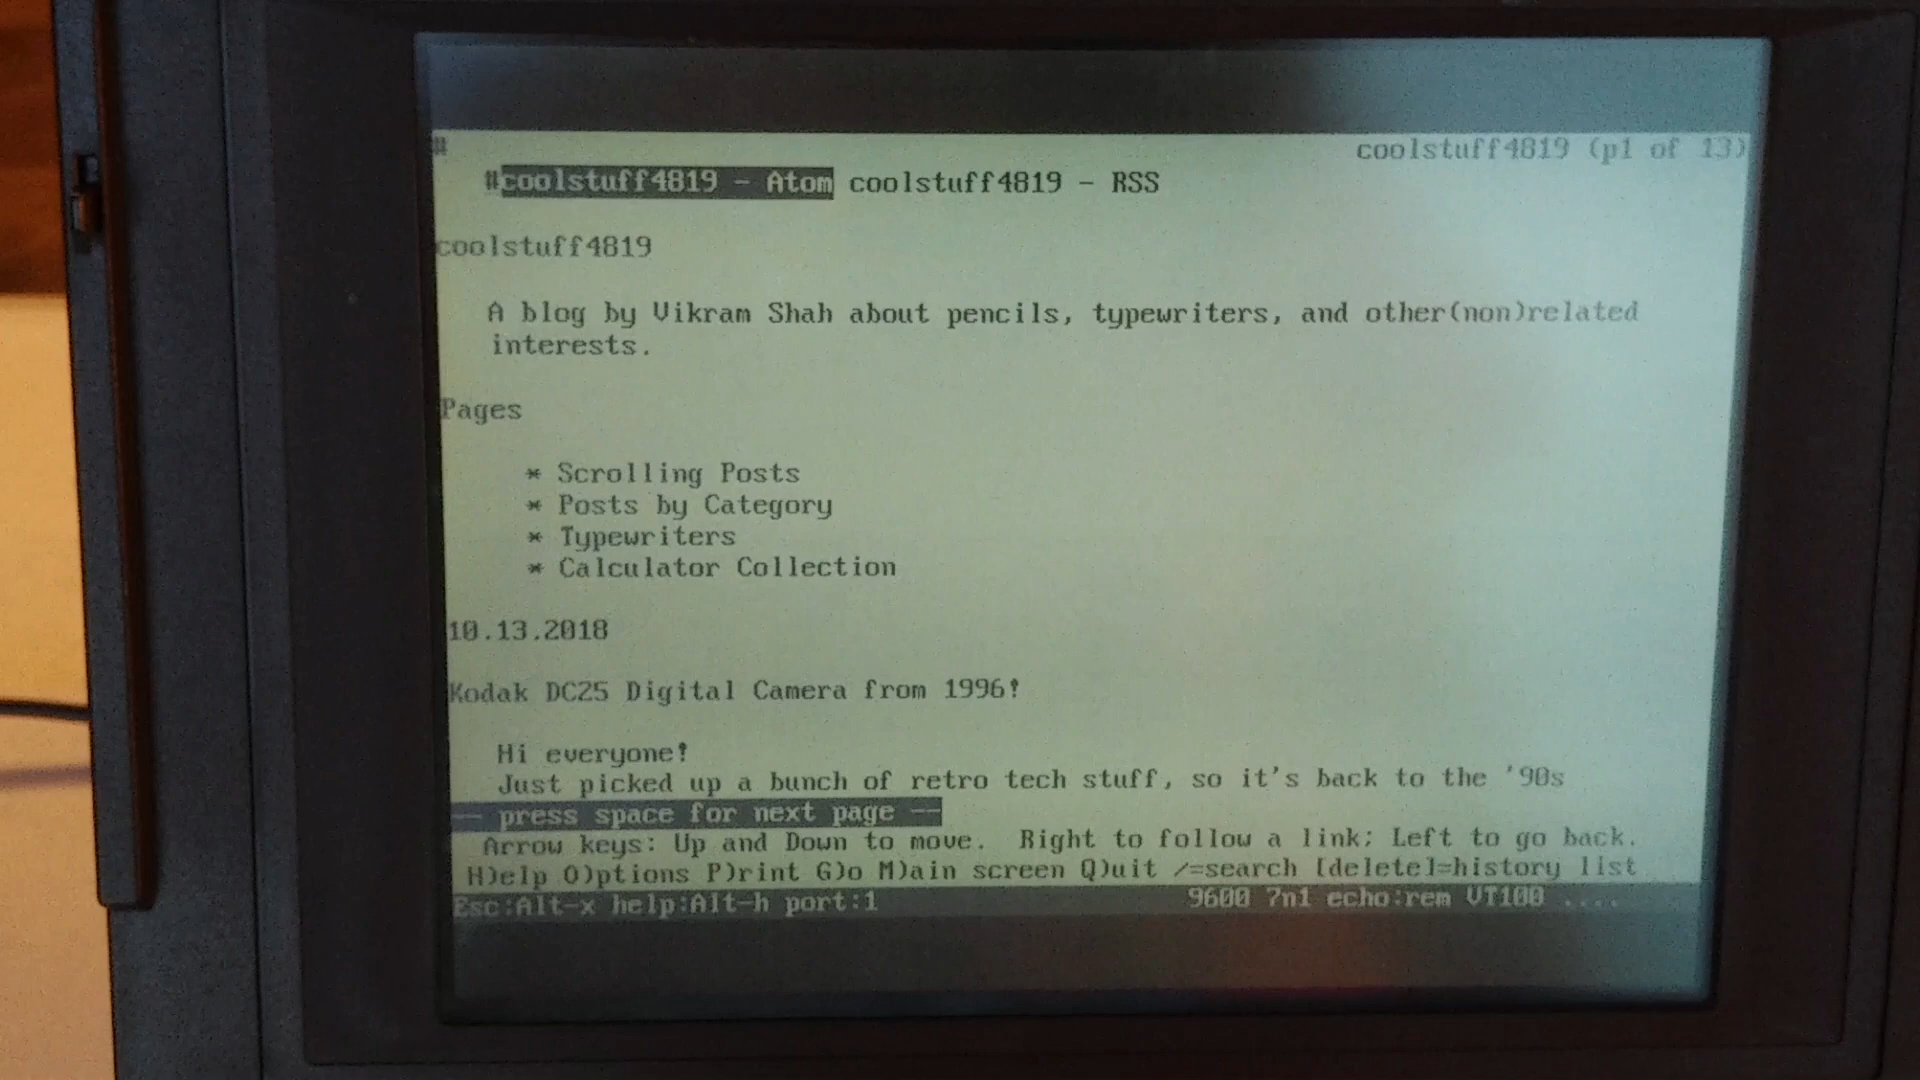 #
coolstuff4819 (p1 of 13)
#coolstuff4819 - Atom coolstuff4819 - RSS
coolstuff4819
A blog by Vikram Shah about pencils, typewriters, and other(non)related
interests.
Pages
* Scrolling Posts
* Posts by Category
* Typewriters
* Calculator Collection
10.13.2018
Kodak DC25 Digital Camera from 1996!
Hi everyone!
Just picked up a bunch of retro tech stuff, so it's back to the '90s
-- press space for next page --
Arrow keys: Up and Down to move. Right to follow a link; Left to go back.
H)elp O)ptions P)rint G)o M)ain screen Q)uit /=search [delete]=history list
Esc:Alt-x help:Alt-h port:1 9600 7n1 echo:rem VT100 ....